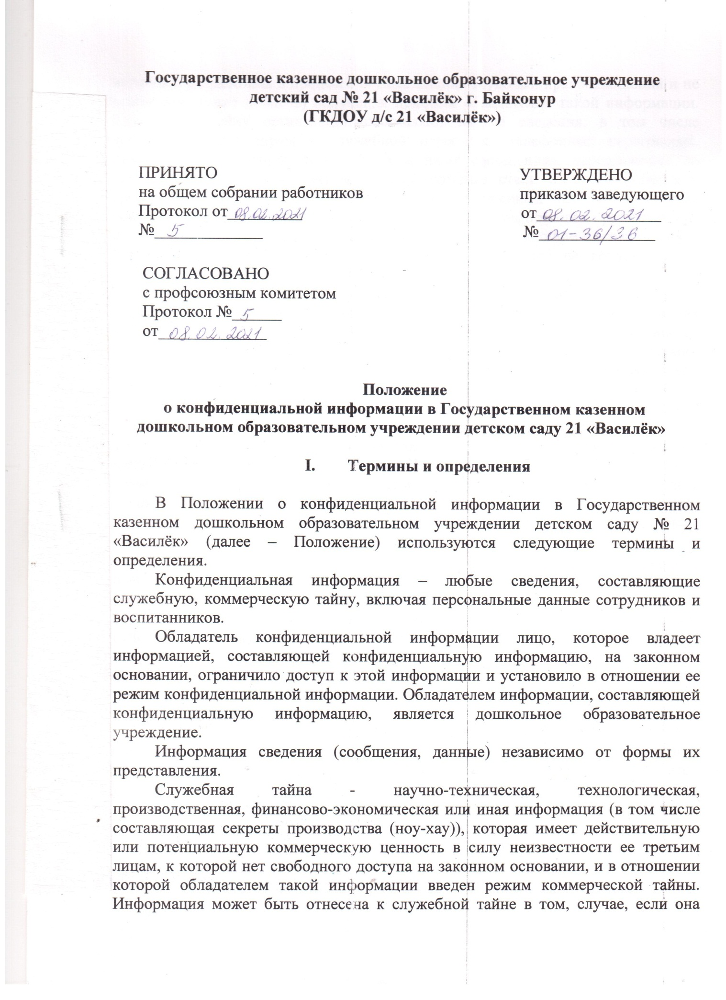 Государственное казенное дошкольное образовательное учреждение
детский сад № 21 «Василёк» г. Байконур
(ГКДОУ д/с 21 «Василёк»)
ПРИНЯТО
на общем собрании работников
Протокол от 08.02.2021
№ 5
УТВЕРЖДЕНО
приказом заведующего
от 08.02.2021
№ 01-36/36
СОГЛАСОВАНО
с профсоюзным комитетом
Протокол № 5
от 08.02.2021
Положение
о конфиденциальной информации в Государственном казенном
дошкольном образовательном учреждении детском саду 21 «Василёк»
I. Термины и определения
В Положении о конфиденциальной информации в Государственном
казенном дошкольном образовательном учреждении детском саду № 21
«Василёк» (далее – Положение) используются следующие термины и
определения.
Конфиденциальная информация – любые сведения, составляющие
служебную, коммерческую тайну, включая персональные данные сотрудников и
воспитанников.
Обладатель конфиденциальной информации лицо, которое владеет
информацией, составляющей конфиденциальную информацию, на законном
основании, ограничило доступ к этой информации и установило в отношении ее
режим конфиденциальной информации. Обладателем информации, составляющей
конфиденциальную информацию, является дошкольное образовательное
учреждение.
Информация сведения (сообщения, данные) независимо от формы их
представления.
Служебная тайна - научно-техническая, технологическая,
производственная, финансово-экономическая или иная информация (в том числе
составляющая секреты производства (ноу-хау)), которая имеет действительную
или потенциальную коммерческую ценность в силу неизвестности ее третьим
лицам, к которой нет свободного доступа на законном основании, и в отношении
которой обладателем такой информации введен режим коммерческой тайны.
Информация может быть отнесена к служебной тайне в том, случае, если она